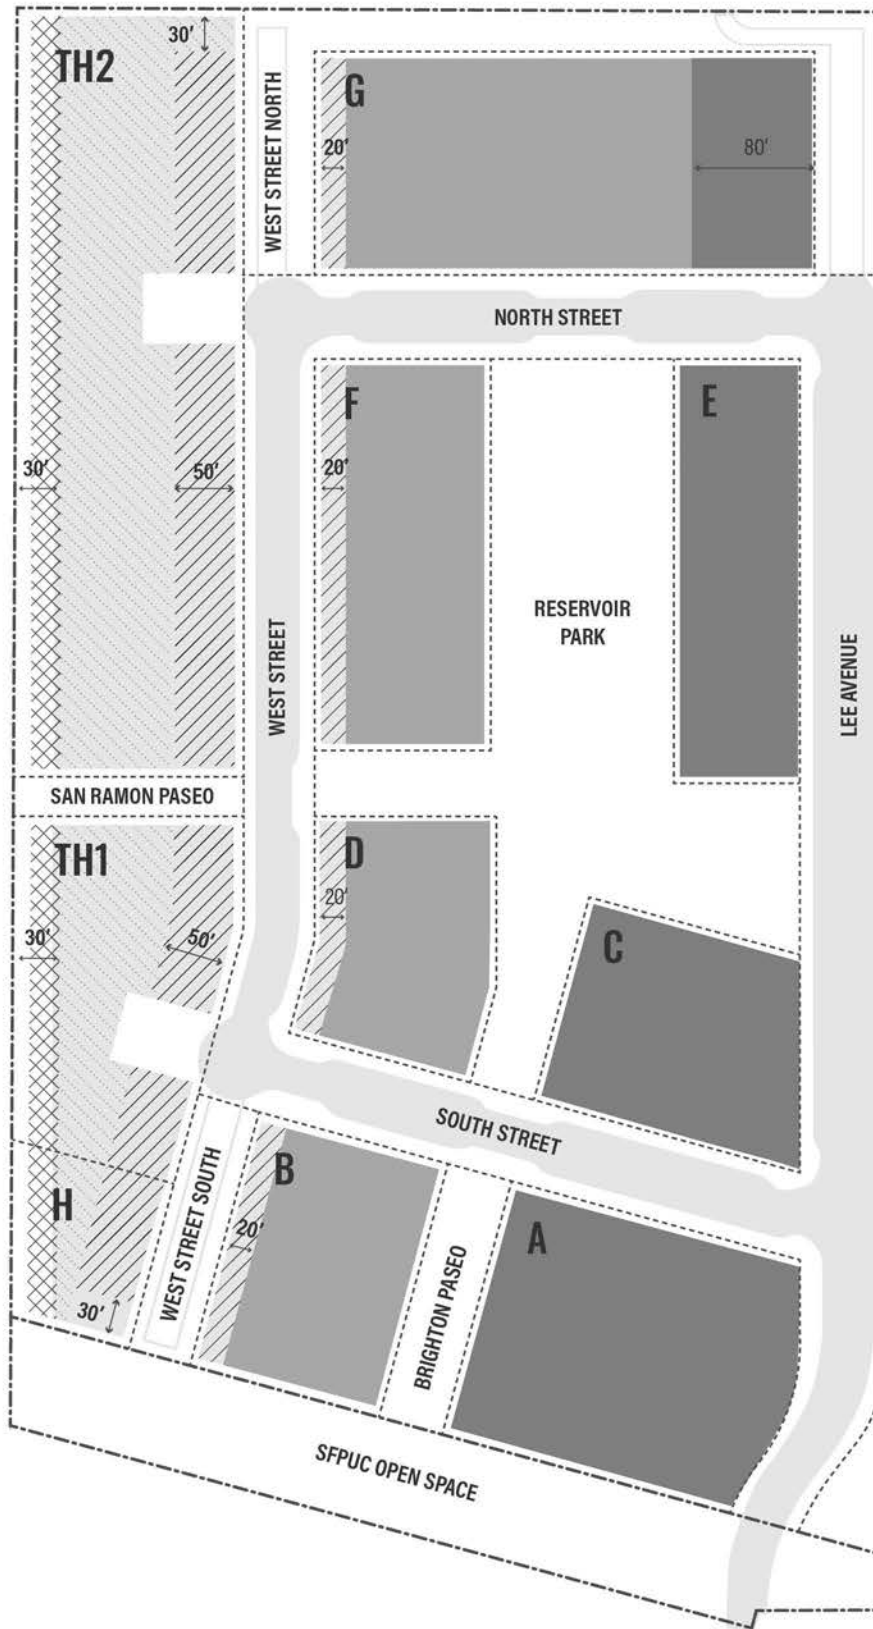 30'
TH2
G
WEST STREET NORTH
20'
80'
NORTH STREET
F
E
30'
50'
20'
RESERVOIR
PARK
WEST STREET
LEE AVENUE
SAN RAMON PASEO
TH1
D
20'
30'
50'
C
SOUTH STREET
B
H
WEST STREET SOUTH
20'
A
BRIGHTON PASEO
30'
SFPUC OPEN SPACE